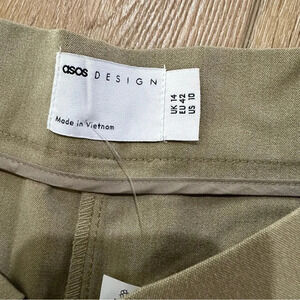 asos DESIGN
Made in Vietnam
UK 14
EU 42
US 10